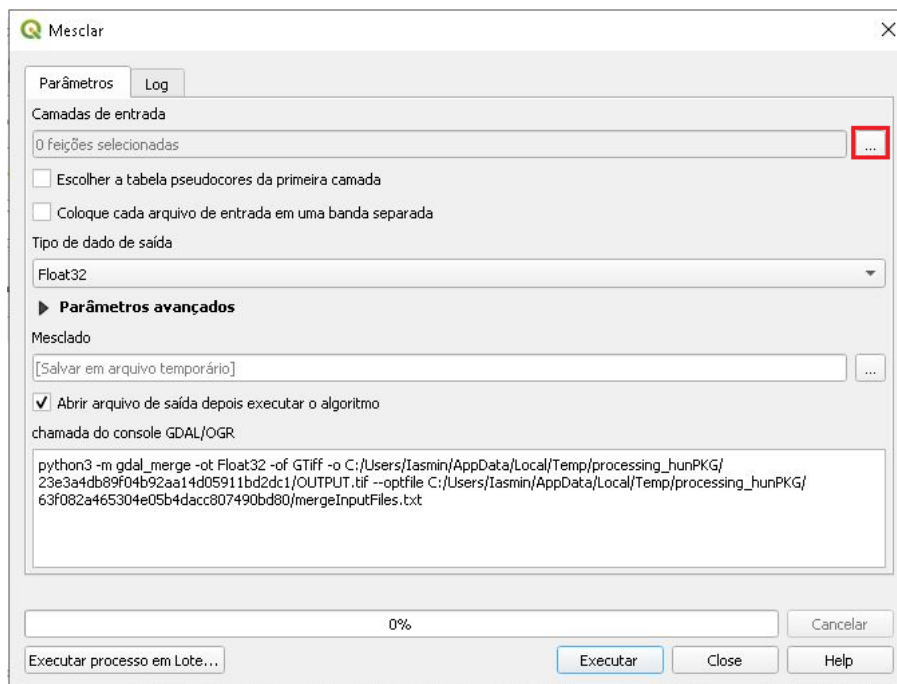 Mesclar
Parâmetros
Log
Camadas de entrada
0 feições selecionadas
...
Escolher a tabela pseudocores da primeira camada
Coloque cada arquivo de entrada em uma banda separada
Tipo de dado de saída
Float32
Parâmetros avançados
Mesclado
[Salvar em arquivo temporário]
...
Abrir arquivo de saída depois executar o algoritmo
chamada do console GDAL/OGR
python3 -m gdal_merge -ot Float32 -of GTiff -o C:/Users/Iasmin/AppData/Local/Temp/processing_hunPKG/
23e3a4db89f04b92aa14d05911bd2dc1/OUTPUT.tif --optfile C:/Users/Iasmin/AppData/Local/Temp/processing_hunPKG/
63f082a465304e05b4dacc807490bd80/mergeInputFiles.txt
0%
Cancelar
Executar processo em Lote...
Executar
Close
Help